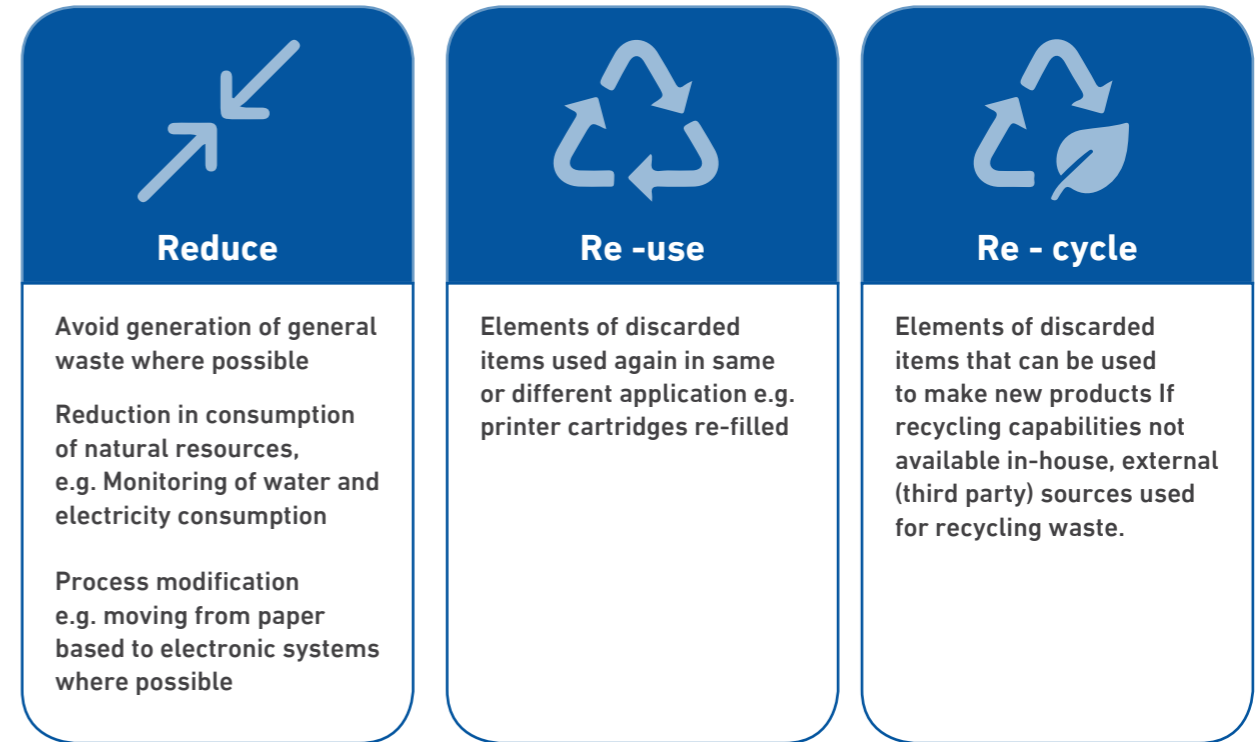 Reduce
Avoid generation of general
waste where possible
Reduction in consumption
of natural resources,
e.g. Monitoring of water and
electricity consumption
Process modification
e.g. moving from paper
based to electronic systems
where possible
Re -use
Elements of discarded
items used again in same
or different application e.g.
printer cartridges re-filled
Re - cycle
Elements of discarded
items that can be used
to make new products If
recycling capabilities not
available in-house, external
(third party) sources used
for recycling waste.